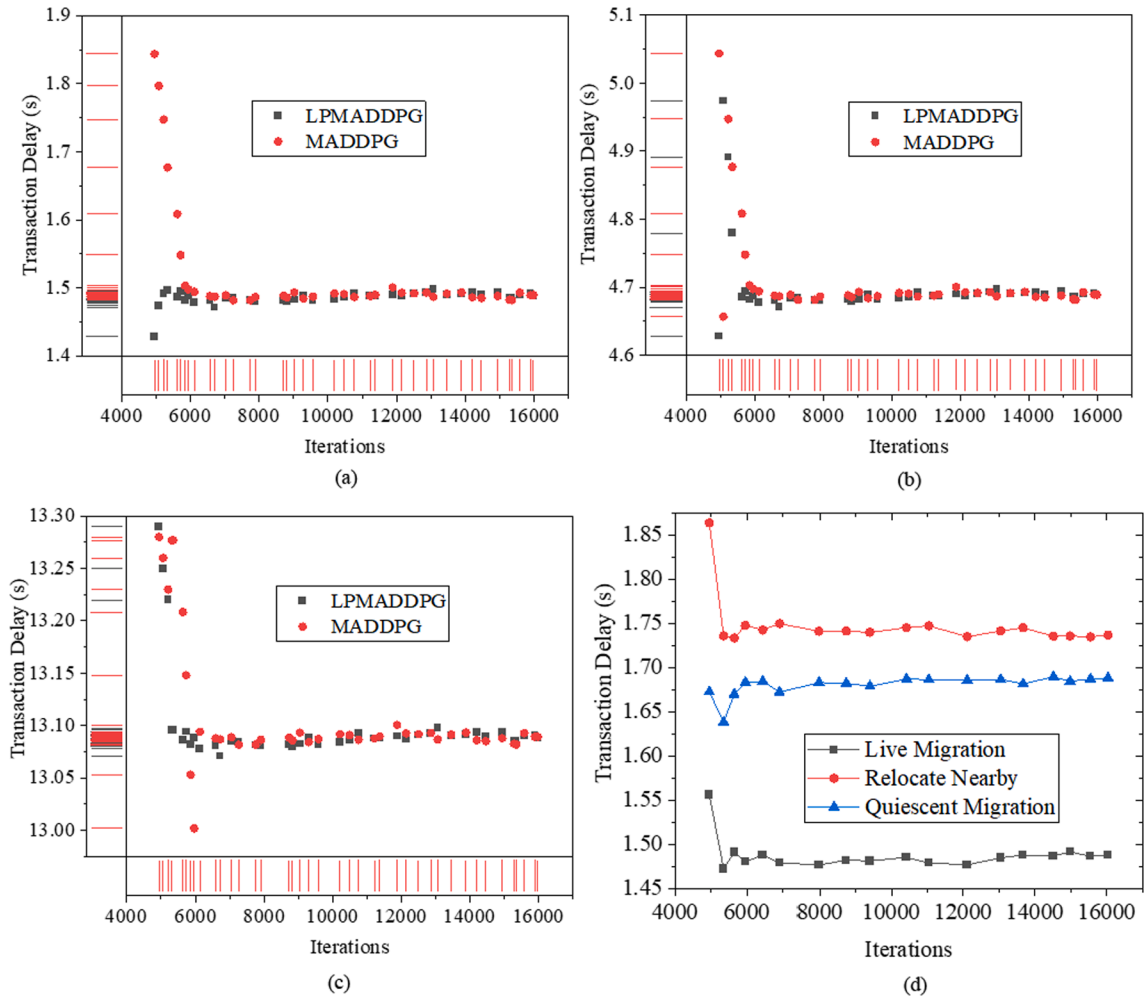 1.9
1.8
1.7
1.6
1.5
1.4
Transaction Delay (s)
LPMADDPG
MADDPG
4000 6000 8000 10000 12000 14000 16000
Iterations
(a)
5.1
5.0
4.9
4.8
4.7
4.6
Transaction Delay (s)
LPMADDPG
MADDPG
4000 6000 8000 10000 12000 14000 16000
Iterations
(b)
13.30
13.25
13.20
13.15
13.10
13.05
13.00
Transaction Delay (s)
LPMADDPG
MADDPG
4000 6000 8000 10000 12000 14000 16000
Iterations
(c)
1.85
1.80
1.75
1.70
1.65
1.60
1.55
1.50
1.45
Transaction Delay (s)
Live Migration
Relocate Nearby
Quiescent Migration
4000 6000 8000 10000 12000 14000 16000
Iterations
(d)